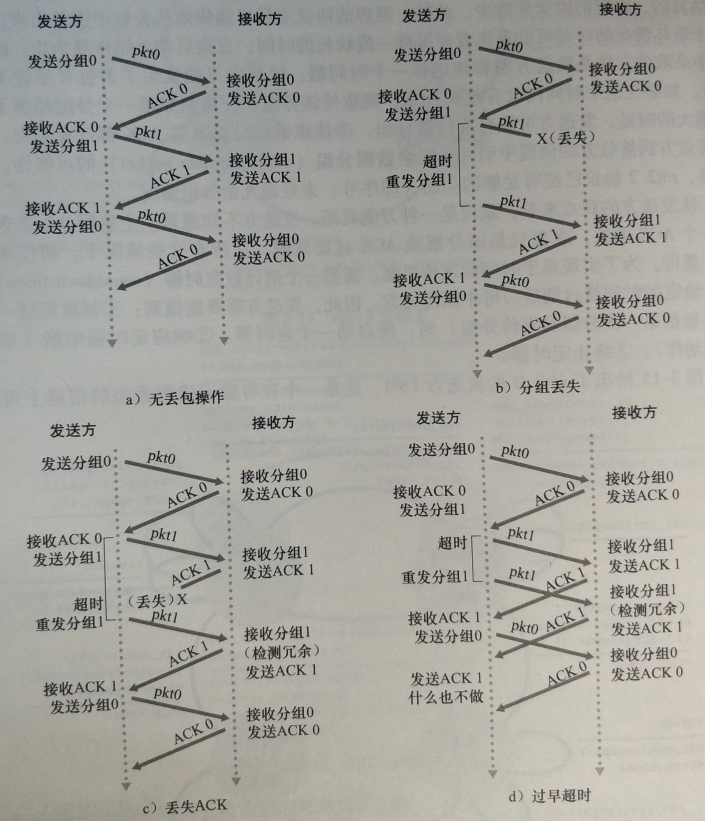 发送方
接收方
发送分组0
pkt0
接收分组0
发送ACK 0
ACK 0
接收ACK 0
发送分组1
pkt1
接收分组1
发送ACK 1
ACK 1
接收ACK 1
发送分组0
pkt0
接收分组0
发送ACK 0
ACK 0
a）无丢包操作
发送方
接收方
发送分组0
pkt0
接收分组0
发送ACK 0
ACK 0
接收ACK 0
发送分组1
pkt1
X（丢失）
超时
重发分组1
pkt1
接收分组1
发送ACK 1
ACK 1
接收ACK 1
发送分组0
pkt0
接收分组0
发送ACK 0
ACK 0
b）分组丢失
发送方
接收方
发送分组0
pkt0
接收分组0
发送ACK 0
ACK 0
接收ACK 0
发送分组1
pkt1
接收分组1
发送ACK 1
ACK 1
（丢失）X
超时
重发分组1
pkt1
接收分组1
（检测冗余）
发送ACK 1
ACK 1
接收ACK 1
发送分组0
pkt0
接收分组0
发送ACK 0
ACK 0
c）丢失ACK
发送方
接收方
发送分组0
pkt0
接收分组0
发送ACK 0
ACK 0
接收ACK 0
发送分组1
pkt1
超时
接收分组1
发送ACK 1
重发分组1
pkt1
ACK 1
接收分组1
（检测冗余）
发送ACK 1
接收ACK 1
发送分组0
pkt0
ACK 1
接收分组0
发送ACK 0
ACK 0
发送ACK 1
什么也不做
d）过早超时